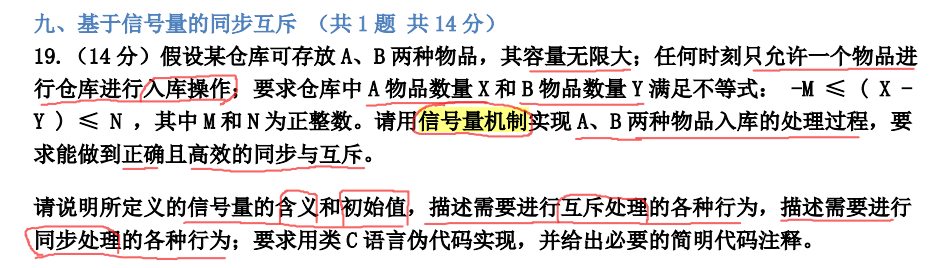 九、基于信号量的同步互斥 （共 1 题 共 14 分）
19.（14 分）假设某仓库可存放 A、B 两种物品，其容量无限大；任何时刻只允许一个物品进
行仓库进行入库操作；要求仓库中 A 物品数量 X 和 B 物品数量 Y 满足不等式： -M ≤ ( X -
Y ) ≤ N ，其中 M 和 N 为正整数。请用信号量机制实现 A、B 两种物品入库的处理过程，要
求能做到正确且高效的同步与互斥。
请说明所定义的信号量的含义和初始值，描述需要进行互斥处理的各种行为，描述需要进行
同步处理的各种行为；要求用类 C 语言伪代码实现，并给出必要的简明代码注释。